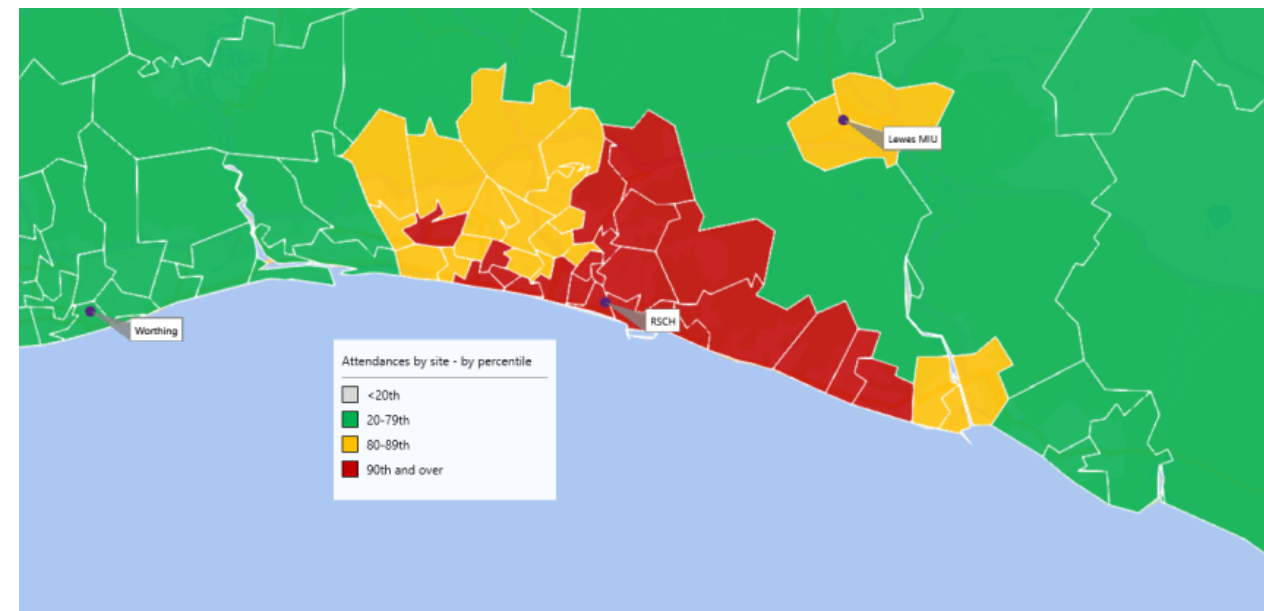 Lewes MIU
RSCH
Worthing
Attendances by site - by percentile
<20th
20-79th
80-89th
90th and over